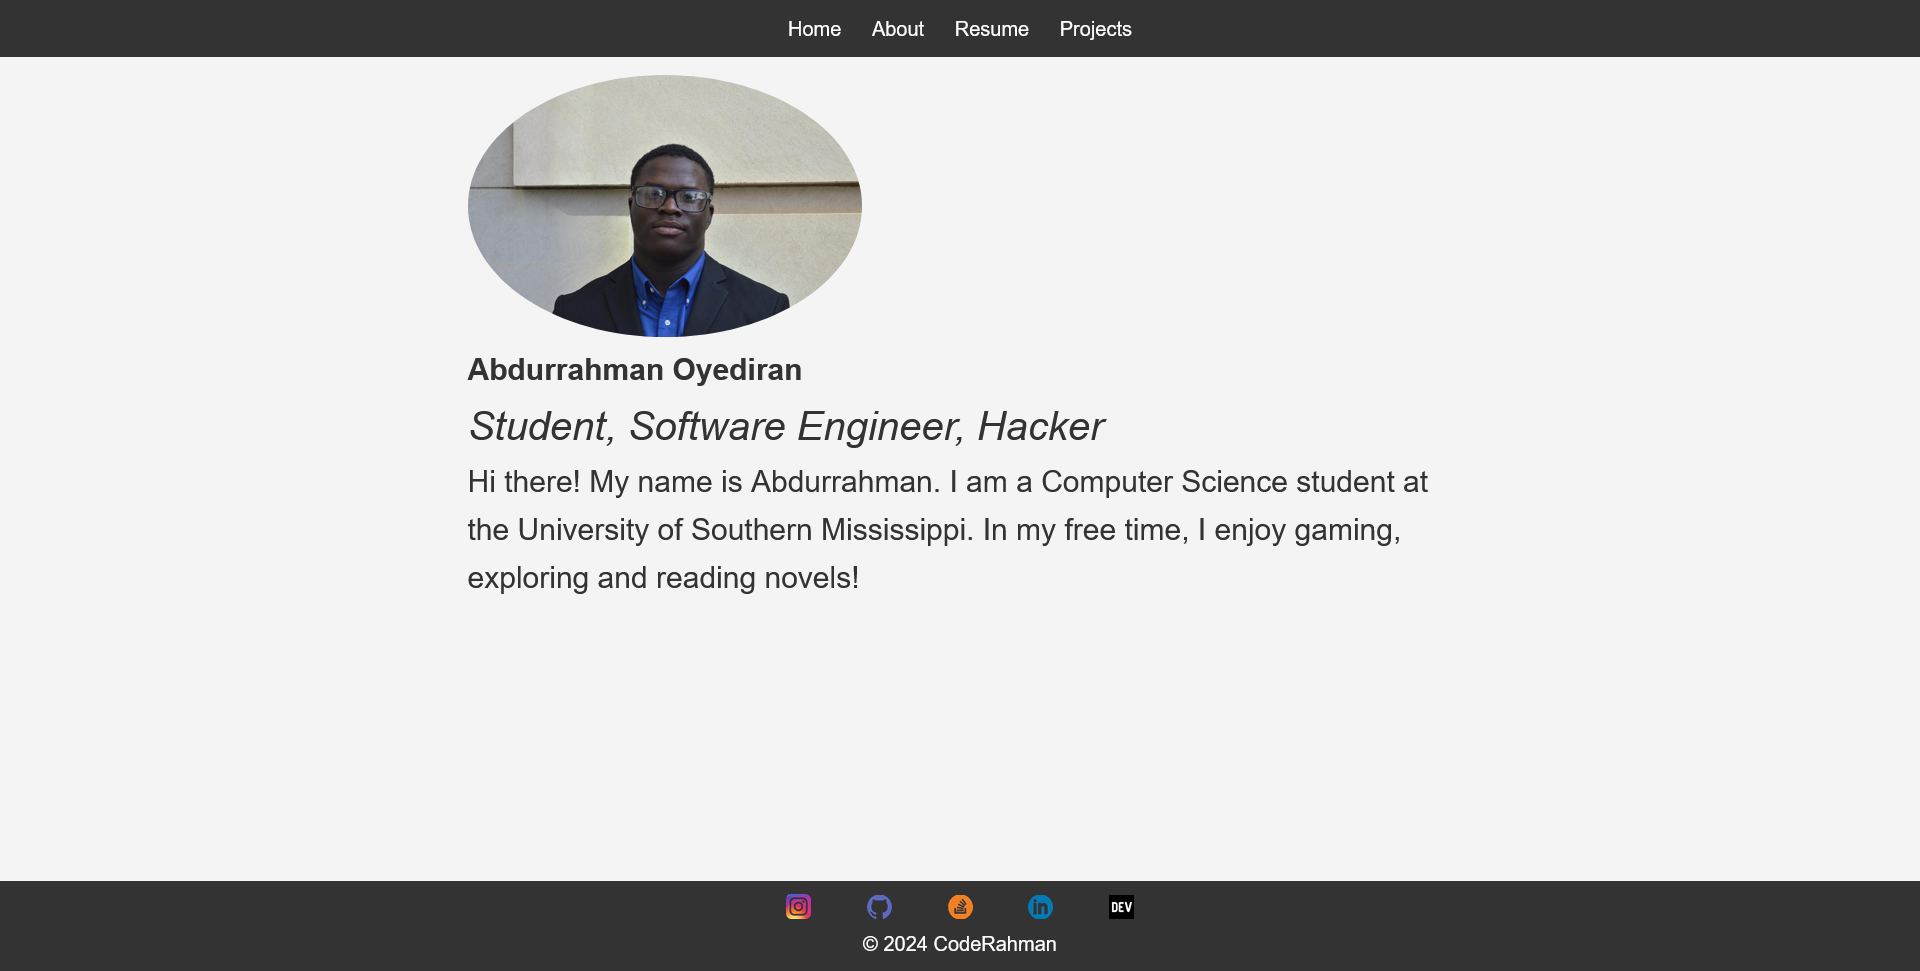 Home About Resume Projects
Abdurrahman Oyediran
Student, Software Engineer, Hacker
Hi there! My name is Abdurrahman. I am a Computer Science student at
the University of Southern Mississippi. In my free time, I enjoy gaming,
exploring and reading novels!
DEV
© 2024 CodeRahman